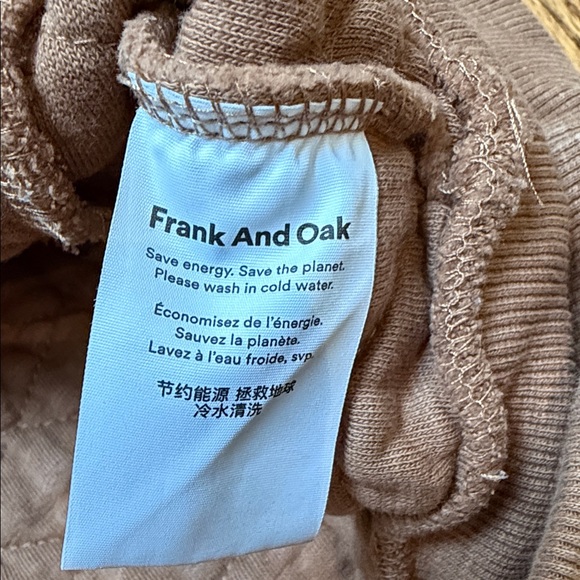 Frank And Oak
Save energy. Save the planet.
Please wash in cold water.
Économisez de l'énergie.
Sauvez la planète.
Lavez à l'eau froide, svp.
节约能源 拯救地球
冷水清洗